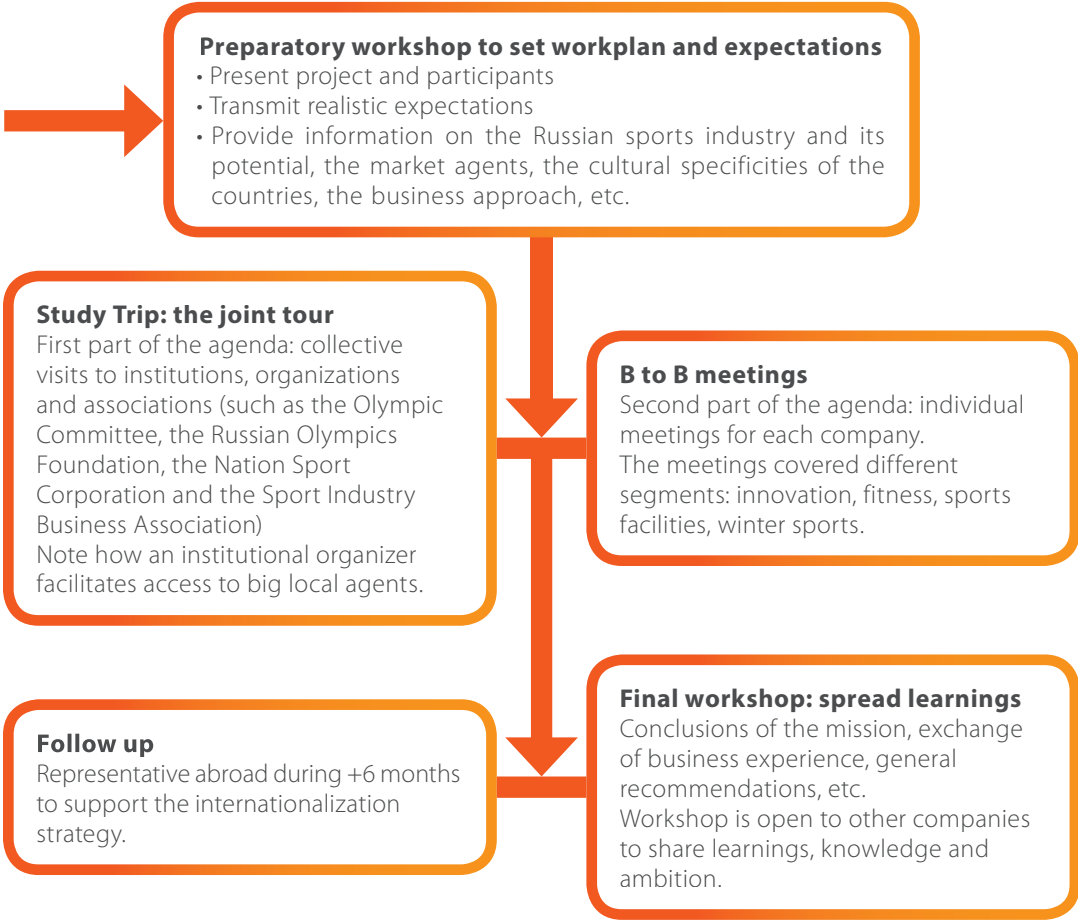 Preparatory workshop to set workplan and expectations
• Present project and participants
• Transmit realistic expectations
• Provide information on the Russian sports industry and its
potential, the market agents, the cultural specificities of the
countries, the business approach, etc.
Study Trip: the joint tour
First part of the agenda: collective
visits to institutions, organizations
and associations (such as the Olympic
Committee, the Russian Olympics
Foundation, the Nation Sport
Corporation and the Sport Industry
Business Association)
Note how an institutional organizer
facilitates access to big local agents.
B to B meetings
Second part of the agenda: individual
meetings for each company.
The meetings covered different
segments: innovation, fitness, sports
facilities, winter sports.
Follow up
Representative abroad during +6 months
to support the internationalization
strategy.
Final workshop: spread learnings
Conclusions of the mission, exchange
of business experience, general
recommendations, etc.
Workshop is open to other companies
to share learnings, knowledge and
ambition.